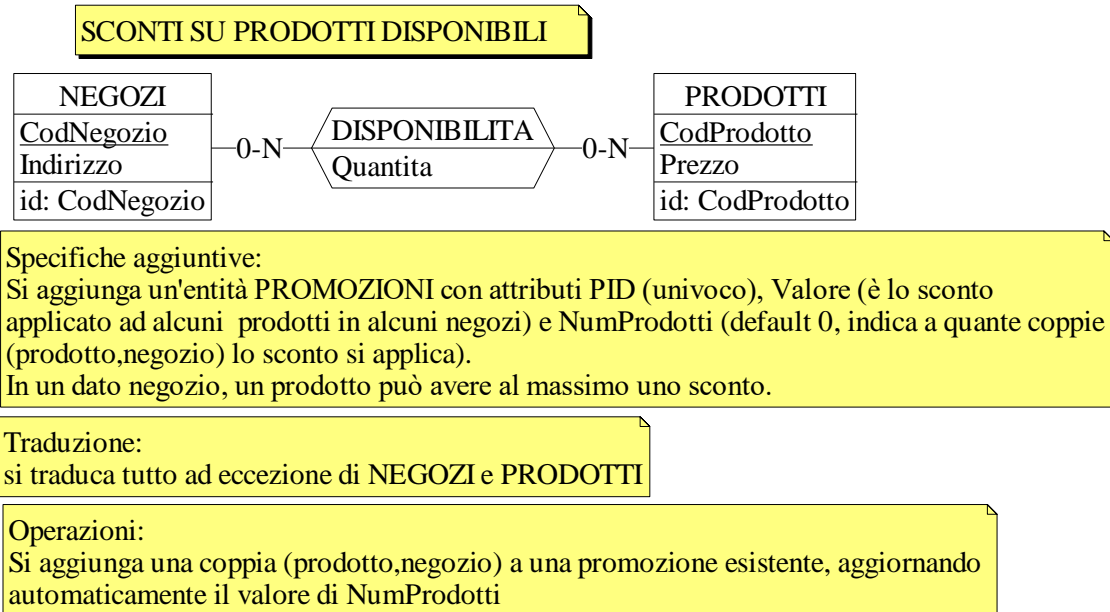 SCONTI SU PRODOTTI DISPONIBILI
NEGOZI
CodNegozio
Indirizzo
id: CodNegozio
0-N
DISPONIBILITA
Quantita
0-N
PRODOTTI
CodProdotto
Prezzo
id: CodProdotto
Specifiche aggiuntive:
Si aggiunga un'entità PROMOZIONI con attributi PID (univoco), Valore (è lo sconto
applicato ad alcuni prodotti in alcuni negozi) e NumProdotti (default 0, indica a quante coppie
(prodotto,negozio) lo sconto si applica).
In un dato negozio, un prodotto può avere al massimo uno sconto.
Traduzione:
si traduca tutto ad eccezione di NEGOZI e PRODOTTI
Operazioni:
Si aggiunga una coppia (prodotto,negozio) a una promozione esistente, aggiornando
automaticamente il valore di NumProdotti